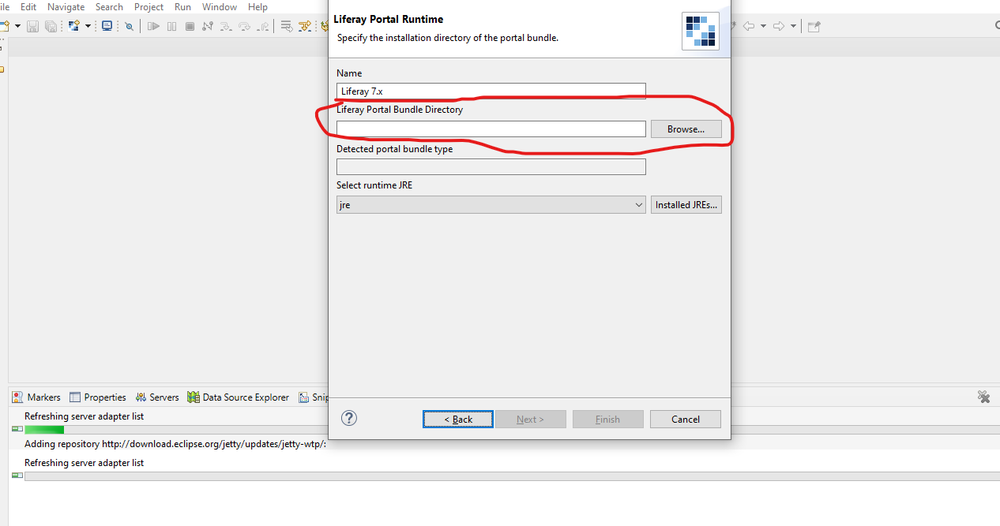 ile Edit Navigate Search Project Run Window Help
Liferay Portal Runtime
Specify the installation directory of the portal bundle.
Name
Liferay 7.x
Liferay Portal Bundle Directory
Browse...
Detected portal bundle type
Select runtime JRE
jre
Installed JREs...
Markers Properties Servers Data Source Explorer Snip
Refreshing server adapter list
Adding repository http://download.eclipse.org/jetty/updates/jetty-wtp/:
Refreshing server adapter list
? < Back Next > Finish Cancel